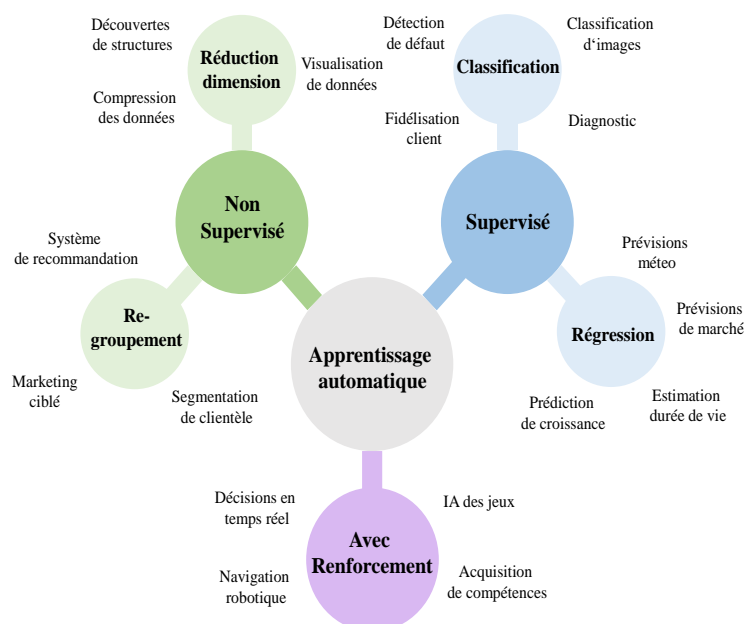 Découvertes
de structures
Réduction
dimension
Visualisation
de données
Compression
des données
Détection
de défaut
Classification
d‘images
Classification
Fidélisation
client
Diagnostic
Non
Supervisé
Supervisé
Système
de recommandation
Re-
groupement
Marketing
ciblé
Segmentation
de clientèle
Apprentissage
automatique
Prévisions
méteo
Régression
Prévisions
de marché
Prédiction
de croissance
Estimation
durée de vie
Décisions en
temps réel
IA des jeux
Avec
Renforcement
Navigation
robotique
Acquisition
de compétences